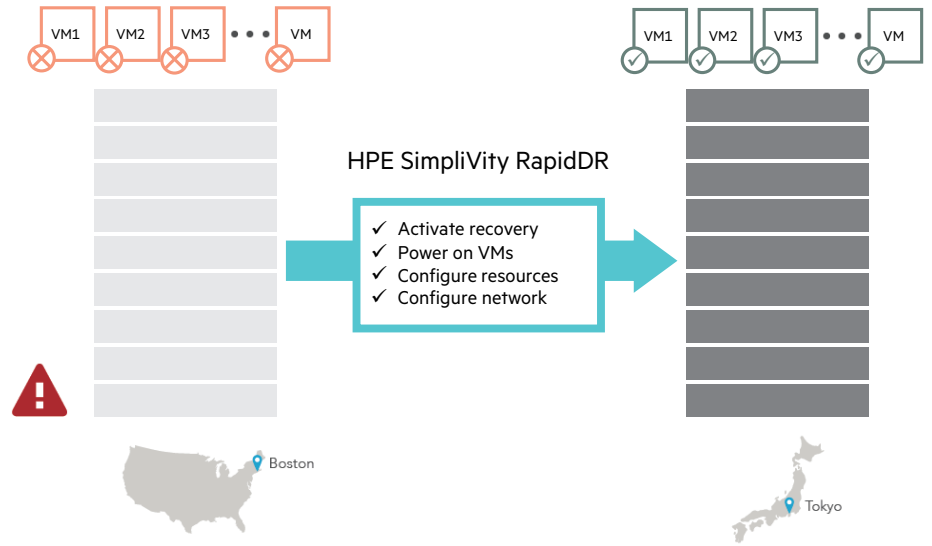 VM1 VM2 VM3 ••• VM
VM1 VM2 VM3 ••• VM
HPE SimpliVity RapidDR
✓ Activate recovery
✓ Power on VMs
✓ Configure resources
✓ Configure network
!
Boston
Tokyo